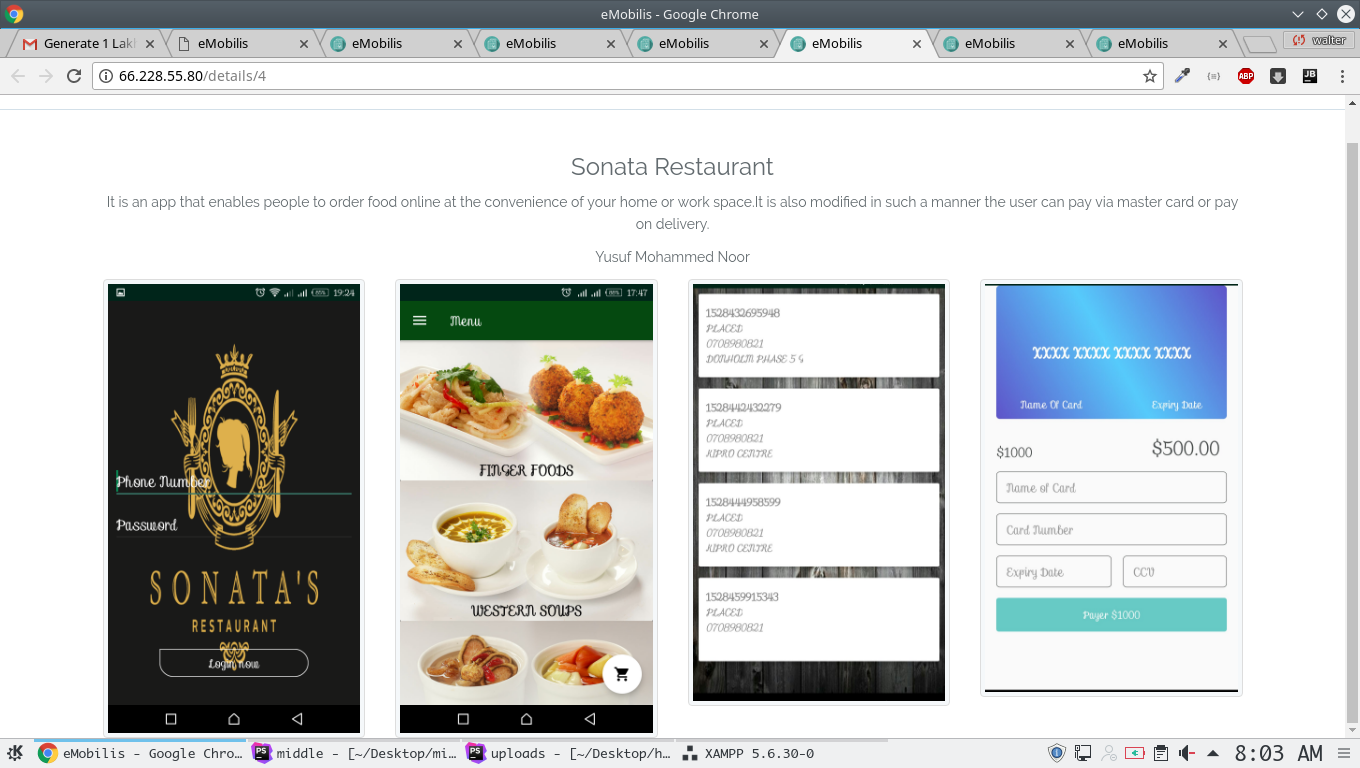 eMobilis - Google Chrome
Generate 1 Lakh
eMobilis
eMobilis
eMobilis
eMobilis
eMobilis
eMobilis
eMobilis
walter
66.228.55.80/details/4
ABP
JB
Sonata Restaurant
It is an app that enables people to order food online at the convenience of your home or work space.It is also modified in such a manner the user can pay via master card or pay
on delivery.
Yusuf Mohammed Noor
19:24
Phone Number
Password
SONATA'S
RESTAURANT
Login now
17:47
Menu
FINGER FOODS
WESTERN SOUPS
1528432695948
PLACED
0708980821
DONHOLM PHASE 5 G
1528442432279
PLACED
0708980821
KIPRO CENTRE
1528444958599
PLACED
0708980821
KIPRO CENTRE
1528459915343
PLACED
0708980821
XXXX XXXX XXXX XXXX
Name Of Card
Expiry Date
$1000
$500.00
Name of Card
Card Number
Expiry Date
CCV
Payer $1000
eMobilis - Google Chro...
PS
middle - [~/Desktop/mi...
PS
uploads - [~/Desktop/h...
XAMPP 5.6.30-0
8:03 AM